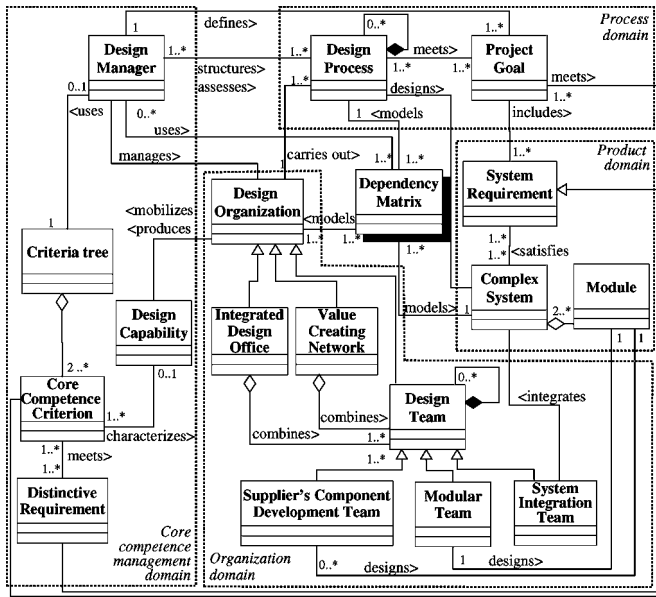 1
defines>
0..*
Process
domain
Design
Manager
1..*
1..*
Design
Process
meets>
1..*
1..*
1..*
Project
Goal
structures>
assesses>
meets>
1..*
0..1
1..*
designs>
<uses
0..*
1
<models
includes>
uses>
manages>
carries out>
1
1..*
1..*
1..*
Product
domain
Design
Organization
Dependency
Matrix
System
Requirement
<mobilizes
<produces
<models
1..*
1..*
1..*
1..*
1..*
<satisfies
1
Criteria tree
Complex
System
Module
Design
Capability
Integrated
Design
Office
Value
Creating
Network
models>
1
2..*
1
1
2..*
0..1
0..*
Core
Competence
Criterion
1..*
characterizes>
Design
Team
<integrates
combines>
combines>
1..*
1..*
meets>
1..*
1..*
Distinctive
Requirement
Supplier's Component
Development Team
Modular
Team
System
Integration
Team
Core
competence
management
domain
Organization
domain
0..*
designs>
1
designs>